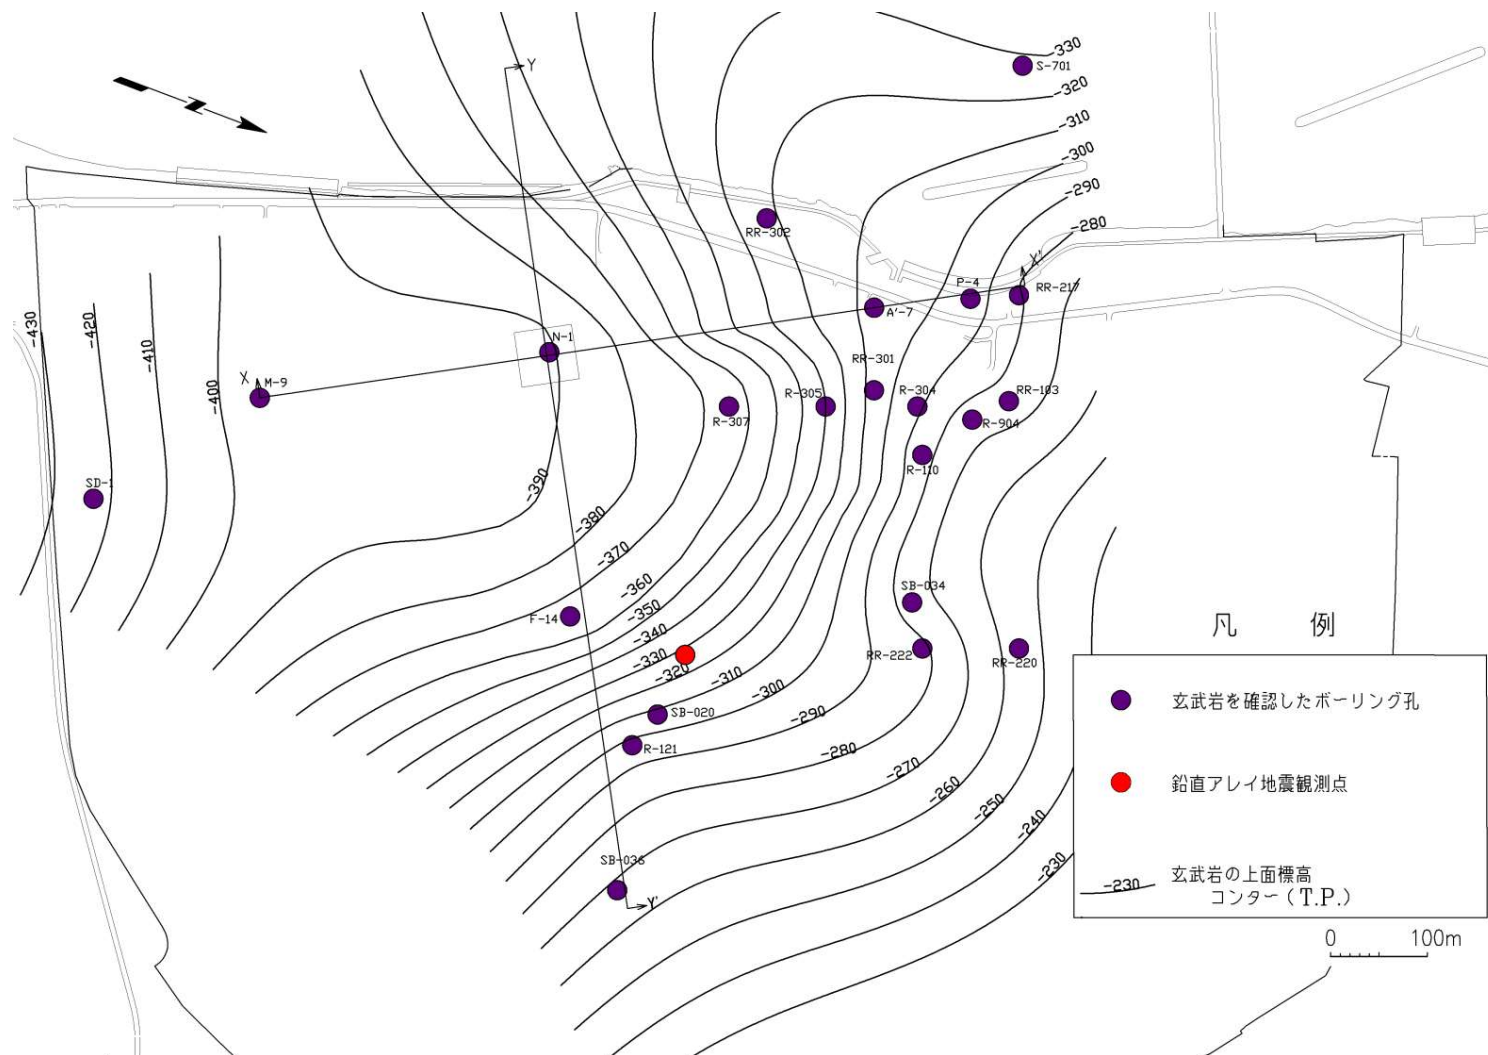 -330
S-701
-320
-310
-300
-290
-280
Y
N
RR-302
X'
P-4
RR-217
A'-7
N-1
RR-301
X
M-9
R-305
R-304
RR-103
R-307
R-904
R-110
-430
-420
-410
-400
SD-1
-390
-380
-370
-360
-350
-340
-330
-320
-310
-300
-290
-280
-270
-260
-250
-240
-230
F-14
SB-034
RR-222
RR-220
SB-020
R-121
SB-036
Y'
凡 例
玄武岩を確認したボーリング孔
鉛直アレイ地震観測点
-230
玄武岩の上面標高
コンター(T.P.)
0 100m